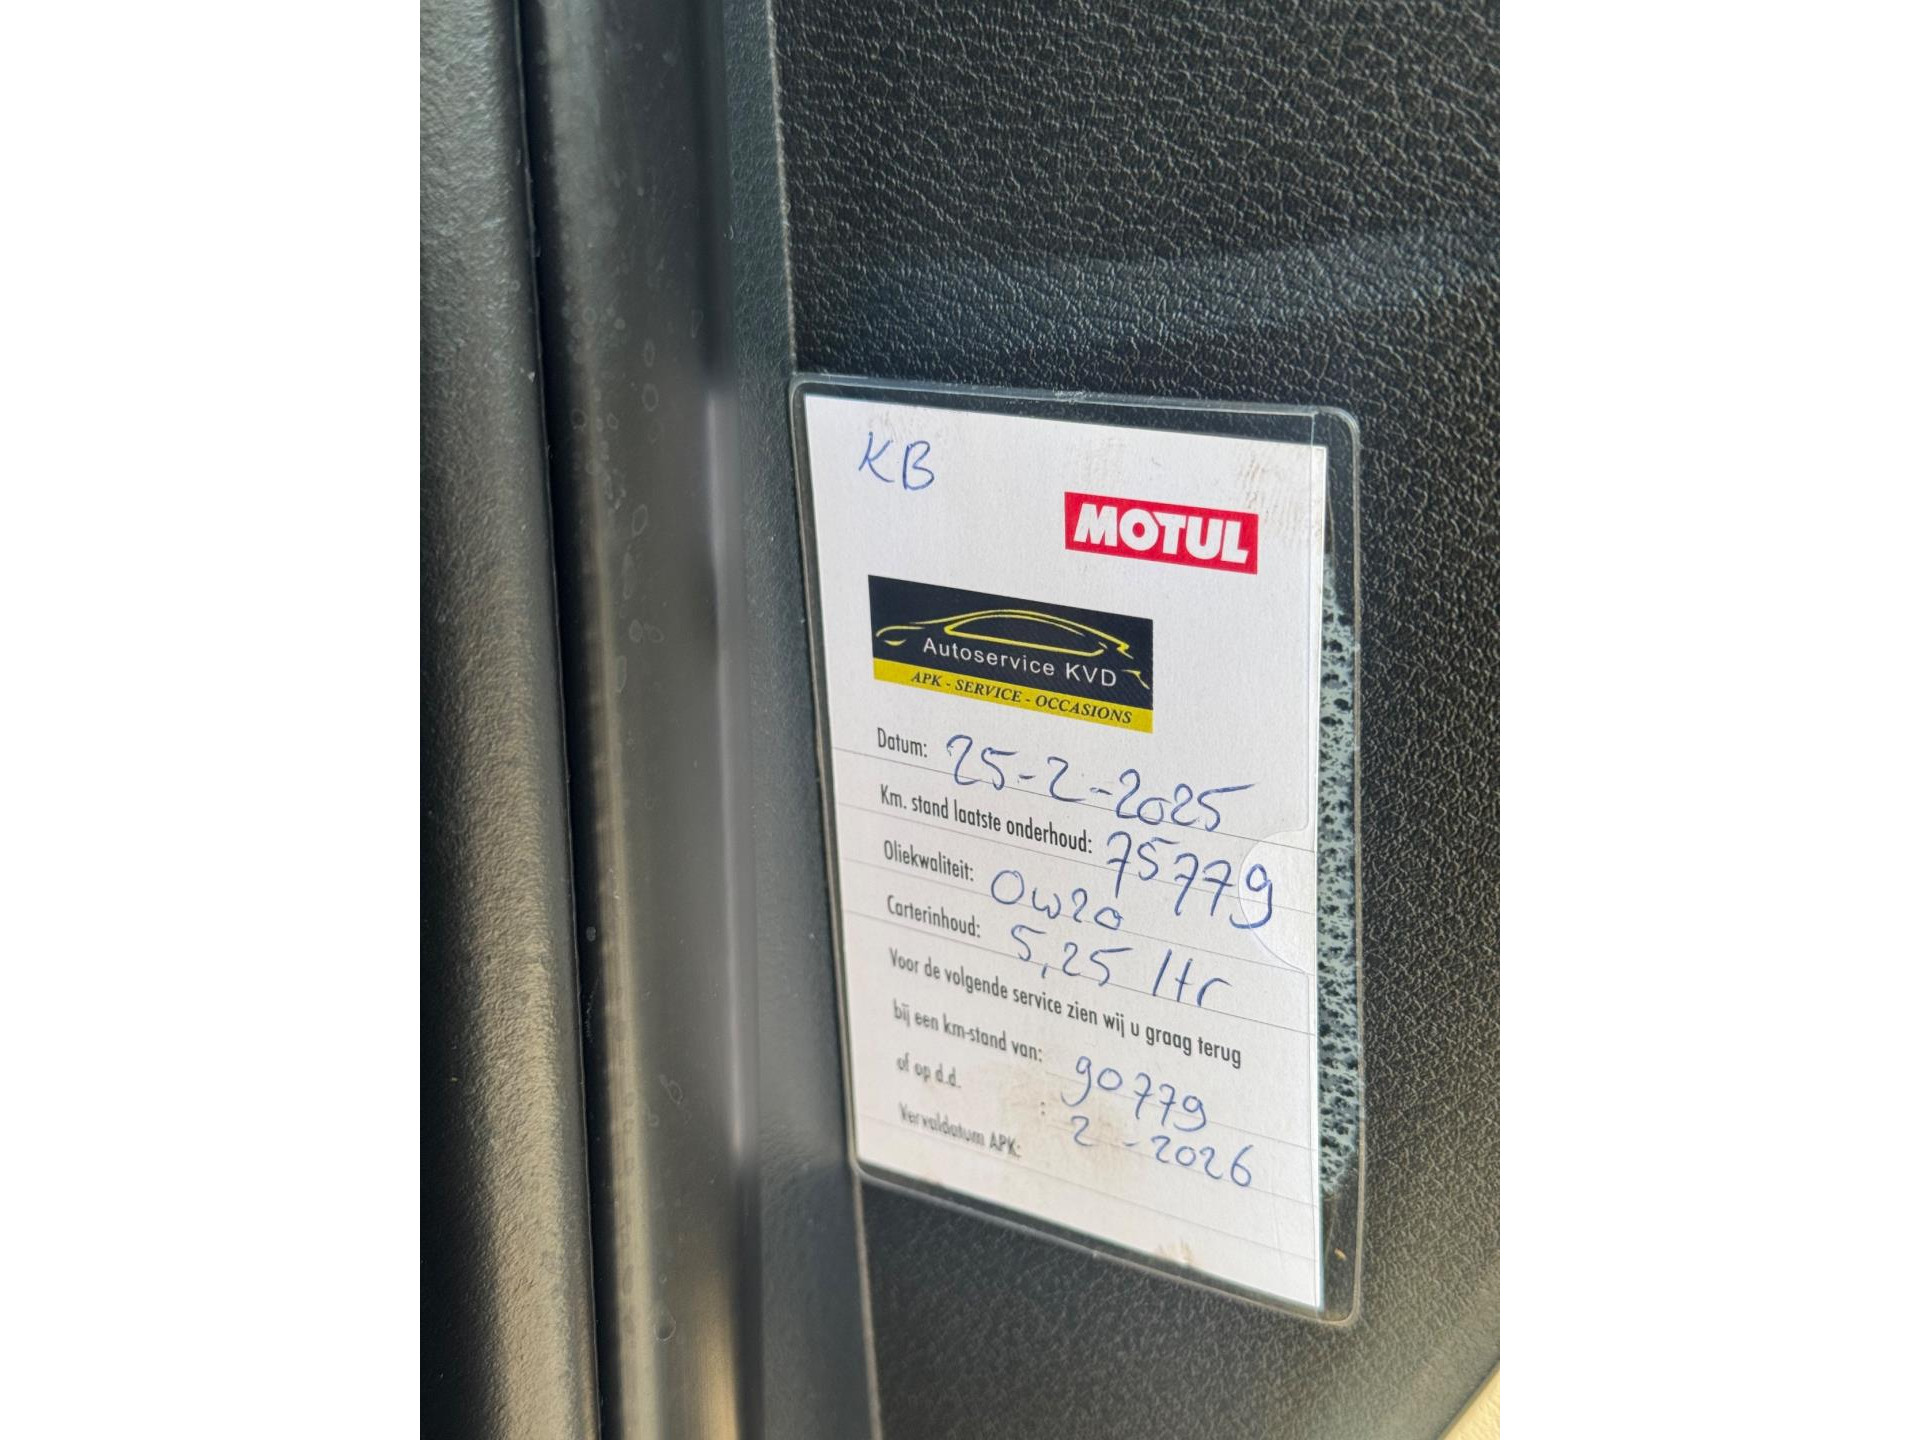 KB
MOTUL
Autoservice KVD
APK - SERVICE - OCCASIONS
Datum: 25-2-2025
Km. stand laatste onderhoud: 75779
Oliekwaliteit: 0w20
Carterinhoud: 5,25 ltr
Voor de volgende service zien wij u graag terug
bij een km-stand van: 90779
of op d.d. : 2-2026
Vervaldatum APK: